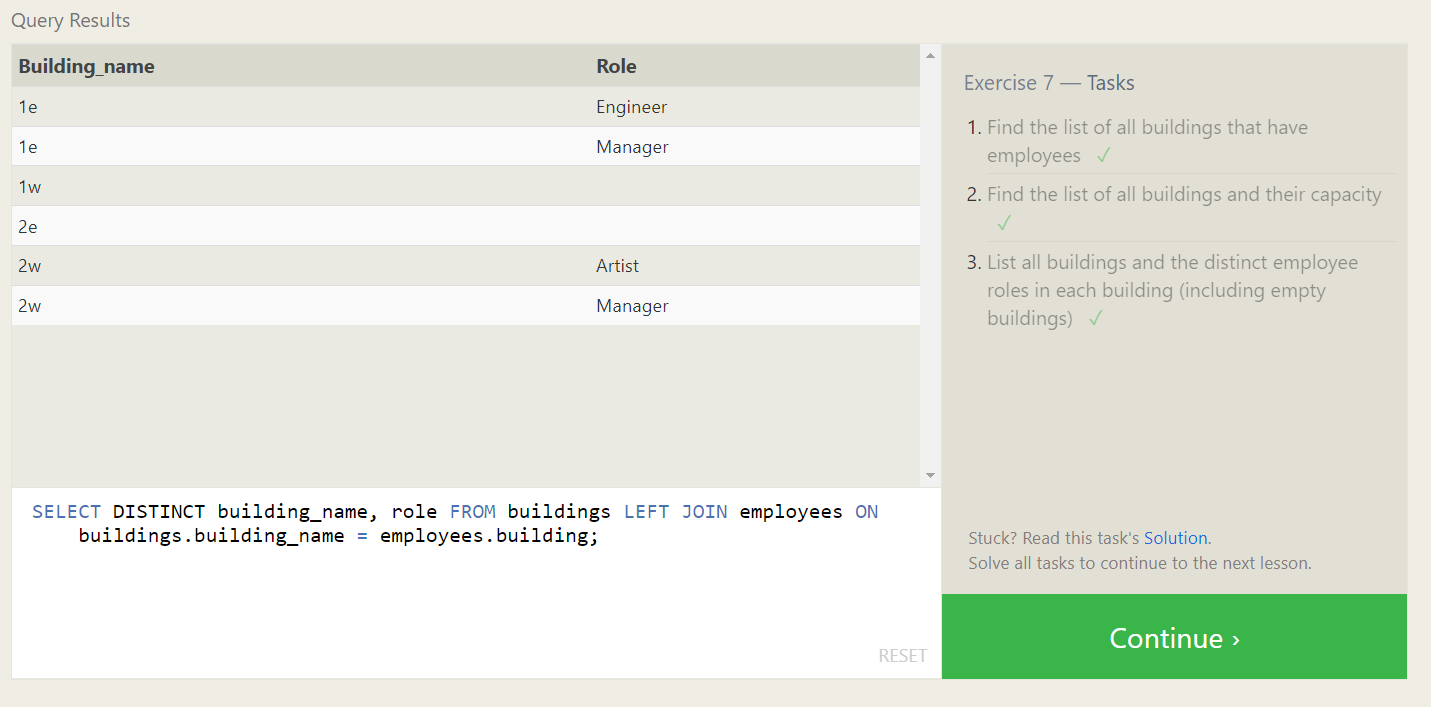 Query Results
Building_name Role
1e Engineer
1e Manager
1w
2e
2w Artist
2w Manager
SELECT DISTINCT building_name, role FROM buildings LEFT JOIN employees ON
buildings.building_name = employees.building;
RESET
Exercise 7 — Tasks
1. Find the list of all buildings that have
employees ✓
2. Find the list of all buildings and their capacity
✓
3. List all buildings and the distinct employee
roles in each building (including empty
buildings) ✓
Stuck? Read this task's Solution.
Solve all tasks to continue to the next lesson.
Continue ›